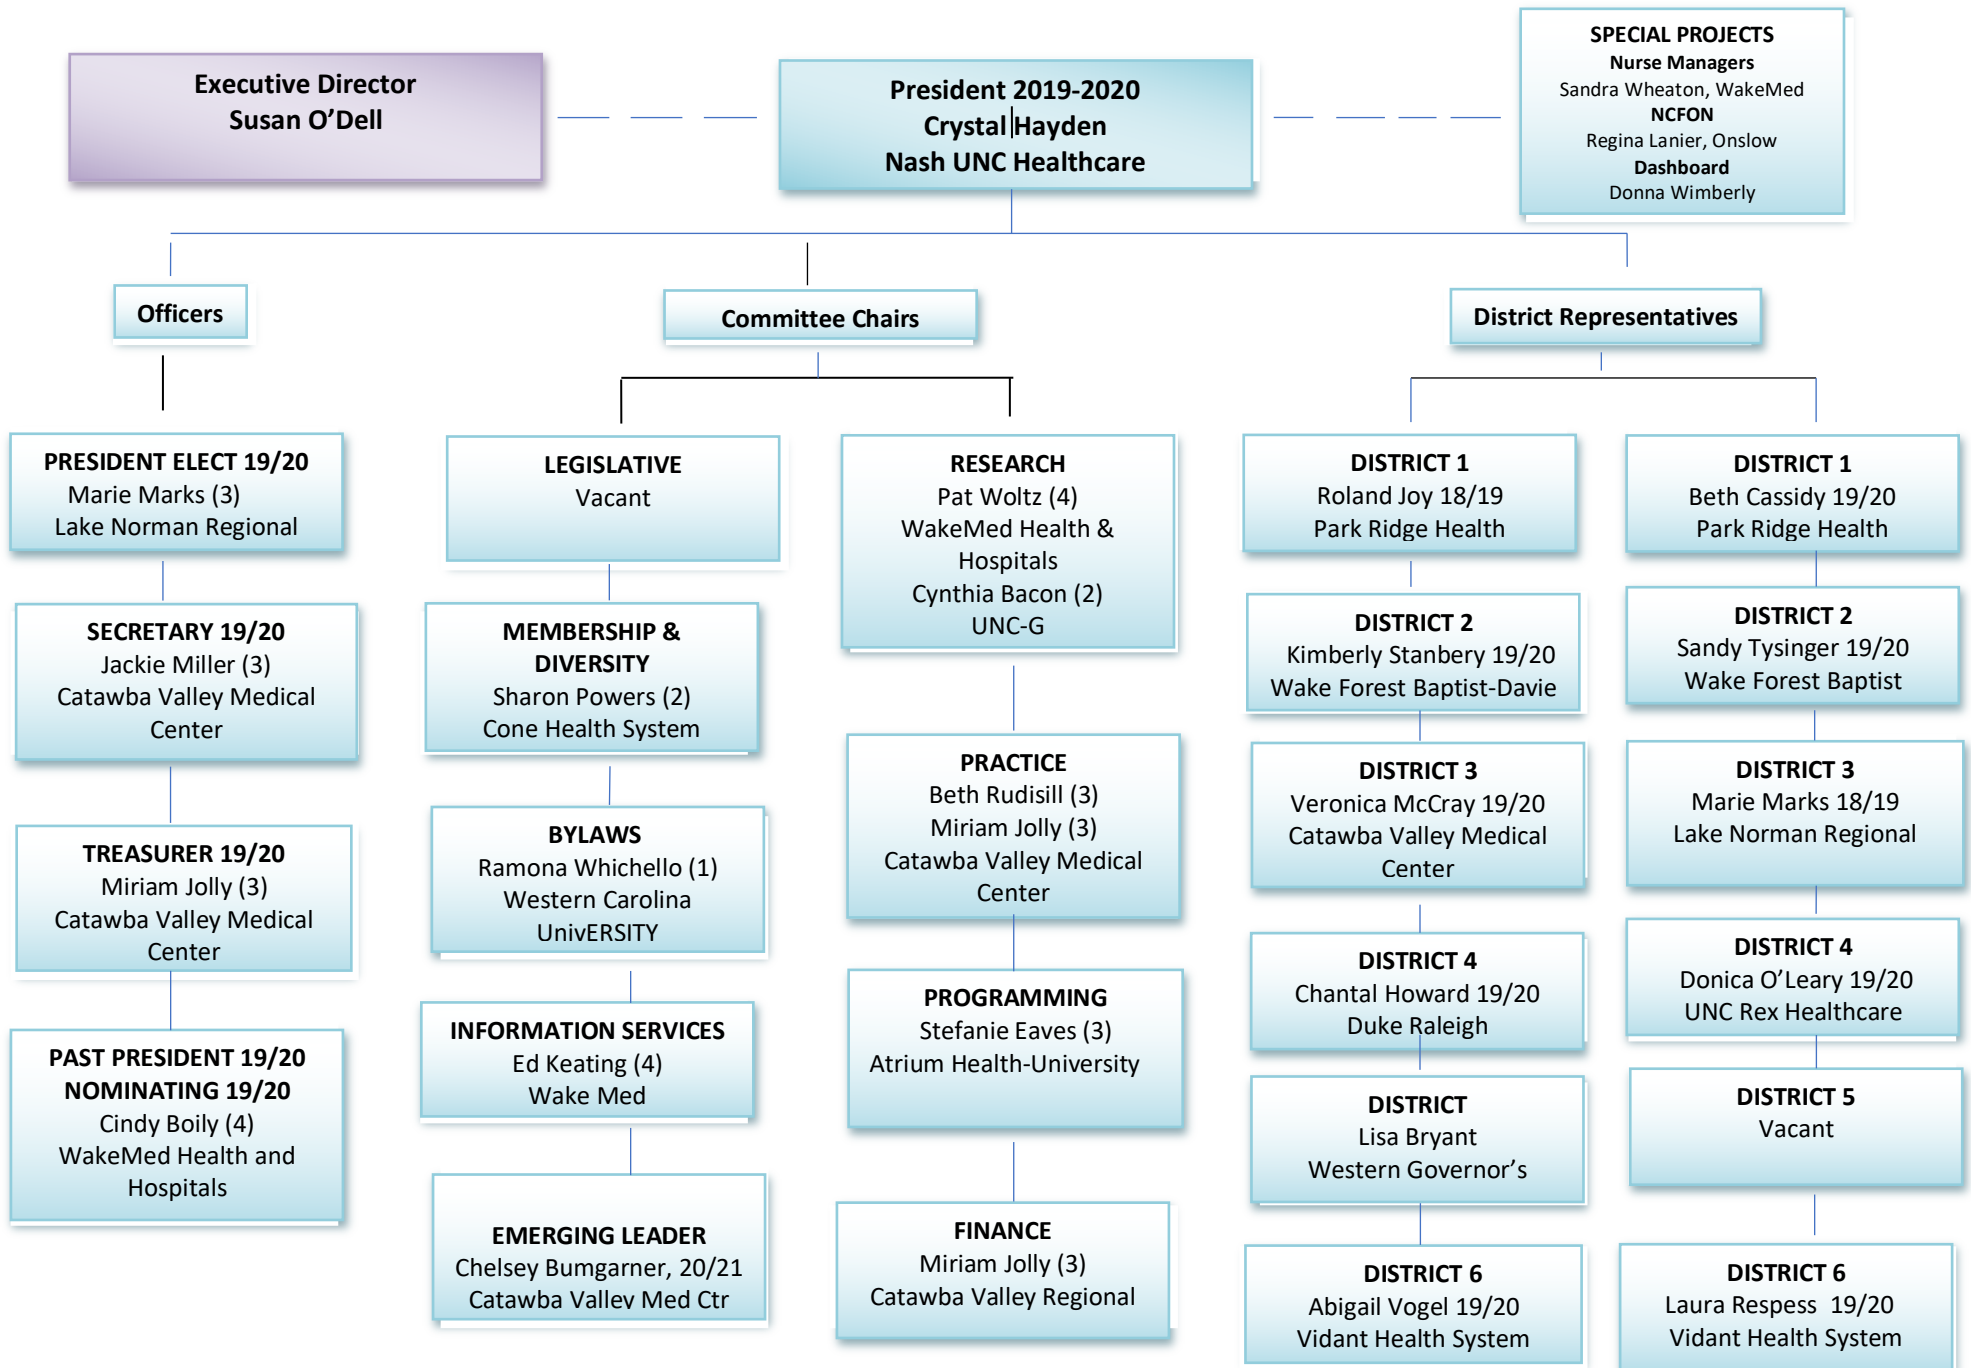 Executive Director
Susan O’Dell
President 2019-2020
Crystal Hayden
Nash UNC Healthcare
SPECIAL PROJECTS
Nurse Managers
Sandra Wheaton, WakeMed
NCFON
Regina Lanier, Onslow
Dashboard
Donna Wimberly
Officers
Committee Chairs
District Representatives
PRESIDENT ELECT 19/20
Marie Marks (3)
Lake Norman Regional
SECRETARY 19/20
Jackie Miller (3)
Catawba Valley Medical
Center
TREASURER 19/20
Miriam Jolly (3)
Catawba Valley Medical
Center
PAST PRESIDENT 19/20
NOMINATING 19/20
Cindy Boily (4)
WakeMed Health and
Hospitals
LEGISLATIVE
Vacant
MEMBERSHIP &
DIVERSITY
Sharon Powers (2)
Cone Health System
BYLAWS
Ramona Whichello (1)
Western Carolina
UnivERSITY
INFORMATION SERVICES
Ed Keating (4)
Wake Med
EMERGING LEADER
Chelsey Bumgarner, 20/21
Catawba Valley Med Ctr
RESEARCH
Pat Woltz (4)
WakeMed Health &
Hospitals
Cynthia Bacon (2)
UNC-G
PRACTICE
Beth Rudisill (3)
Miriam Jolly (3)
Catawba Valley Medical
Center
PROGRAMMING
Stefanie Eaves (3)
Atrium Health-University
FINANCE
Miriam Jolly (3)
Catawba Valley Regional
DISTRICT 1
Roland Joy 18/19
Park Ridge Health
DISTRICT 2
Kimberly Stanbery 19/20
Wake Forest Baptist-Davie
DISTRICT 3
Veronica McCray 19/20
Catawba Valley Medical
Center
DISTRICT 4
Chantal Howard 19/20
Duke Raleigh
DISTRICT
Lisa Bryant
Western Governor’s
DISTRICT 6
Abigail Vogel 19/20
Vidant Health System
DISTRICT 1
Beth Cassidy 19/20
Park Ridge Health
DISTRICT 2
Sandy Tysinger 19/20
Wake Forest Baptist
DISTRICT 3
Marie Marks 18/19
Lake Norman Regional
DISTRICT 4
Donica O’Leary 19/20
UNC Rex Healthcare
DISTRICT 5
Vacant
DISTRICT 6
Laura Respess 19/20
Vidant Health System